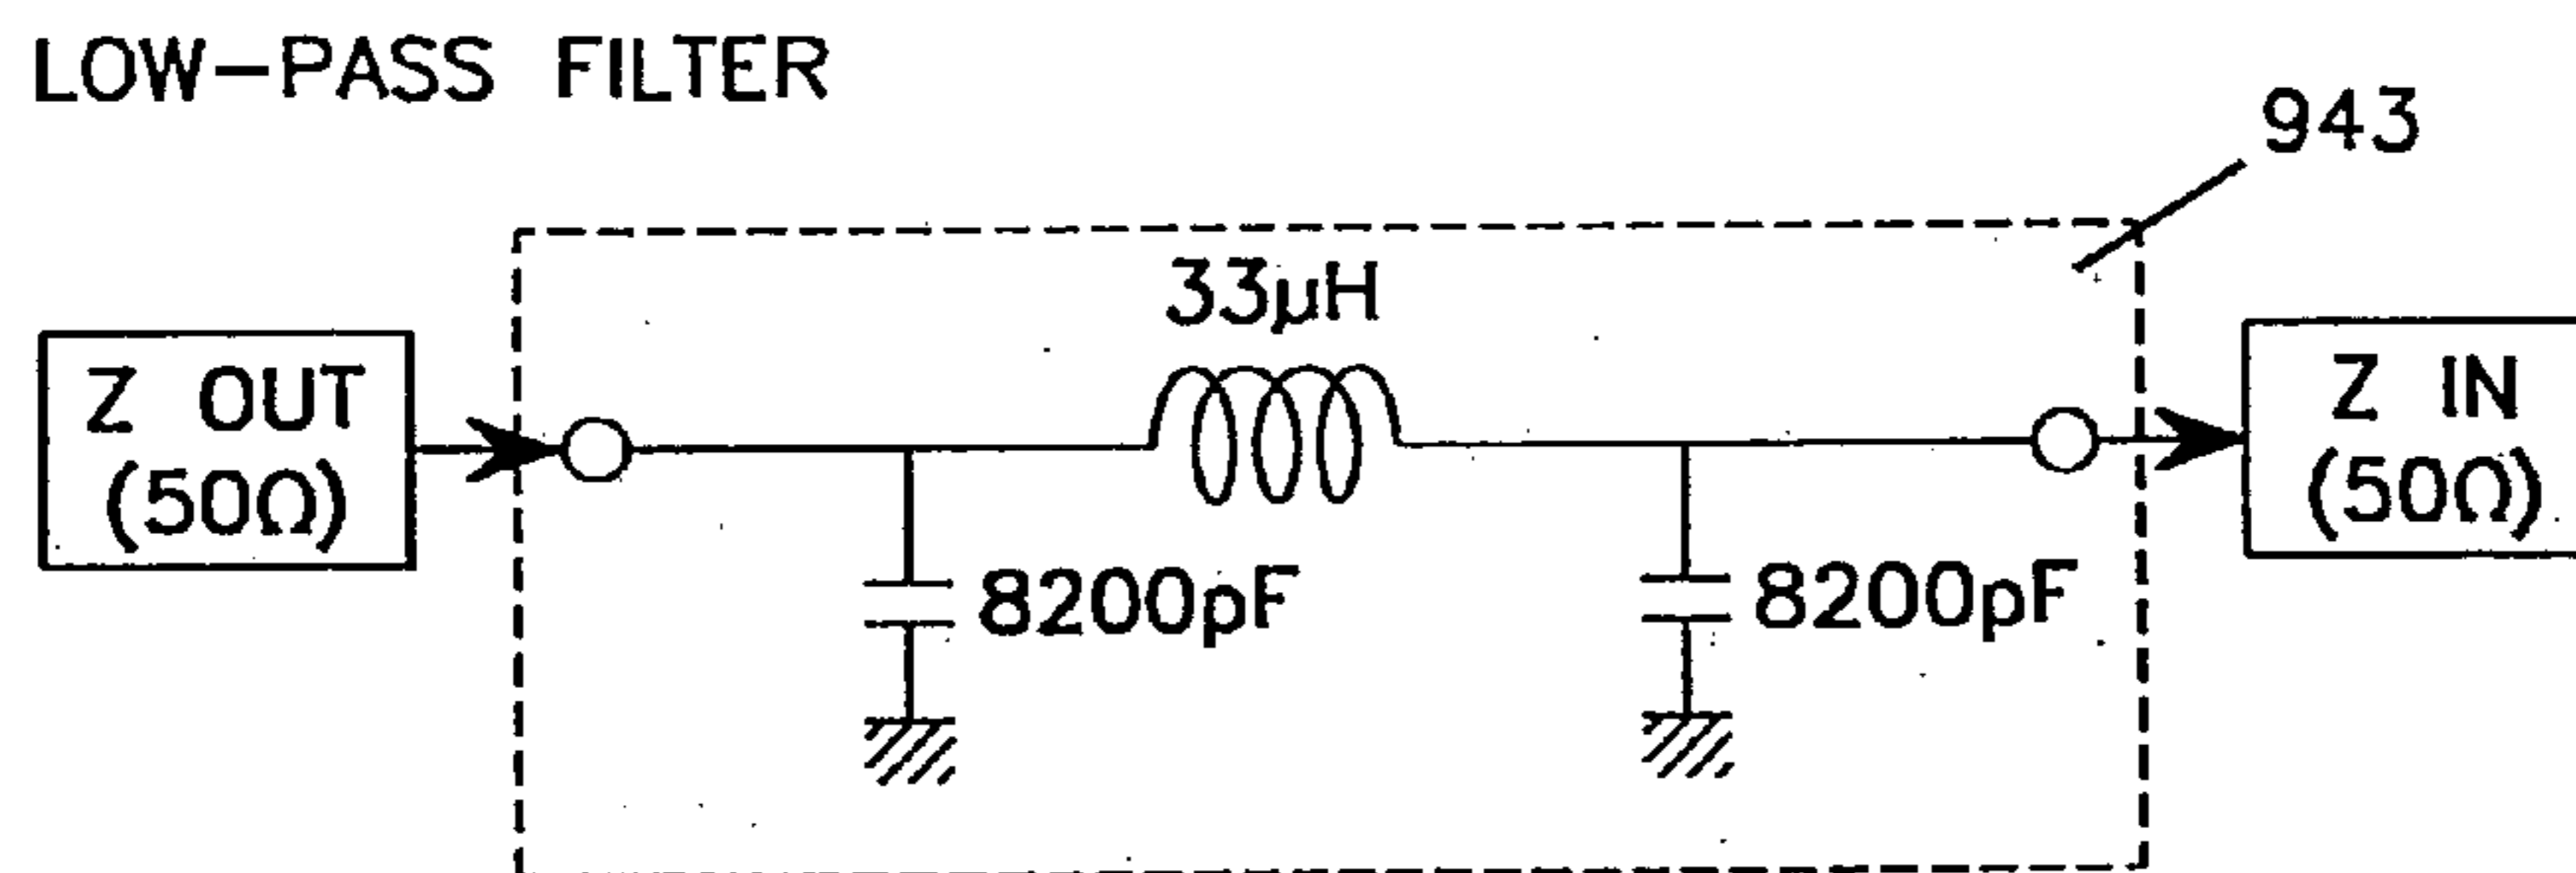 LOW-PASS FILTER
943
33µH
Z OUT
(50Ω)
Z IN
(50Ω)
8200pF
8200pF